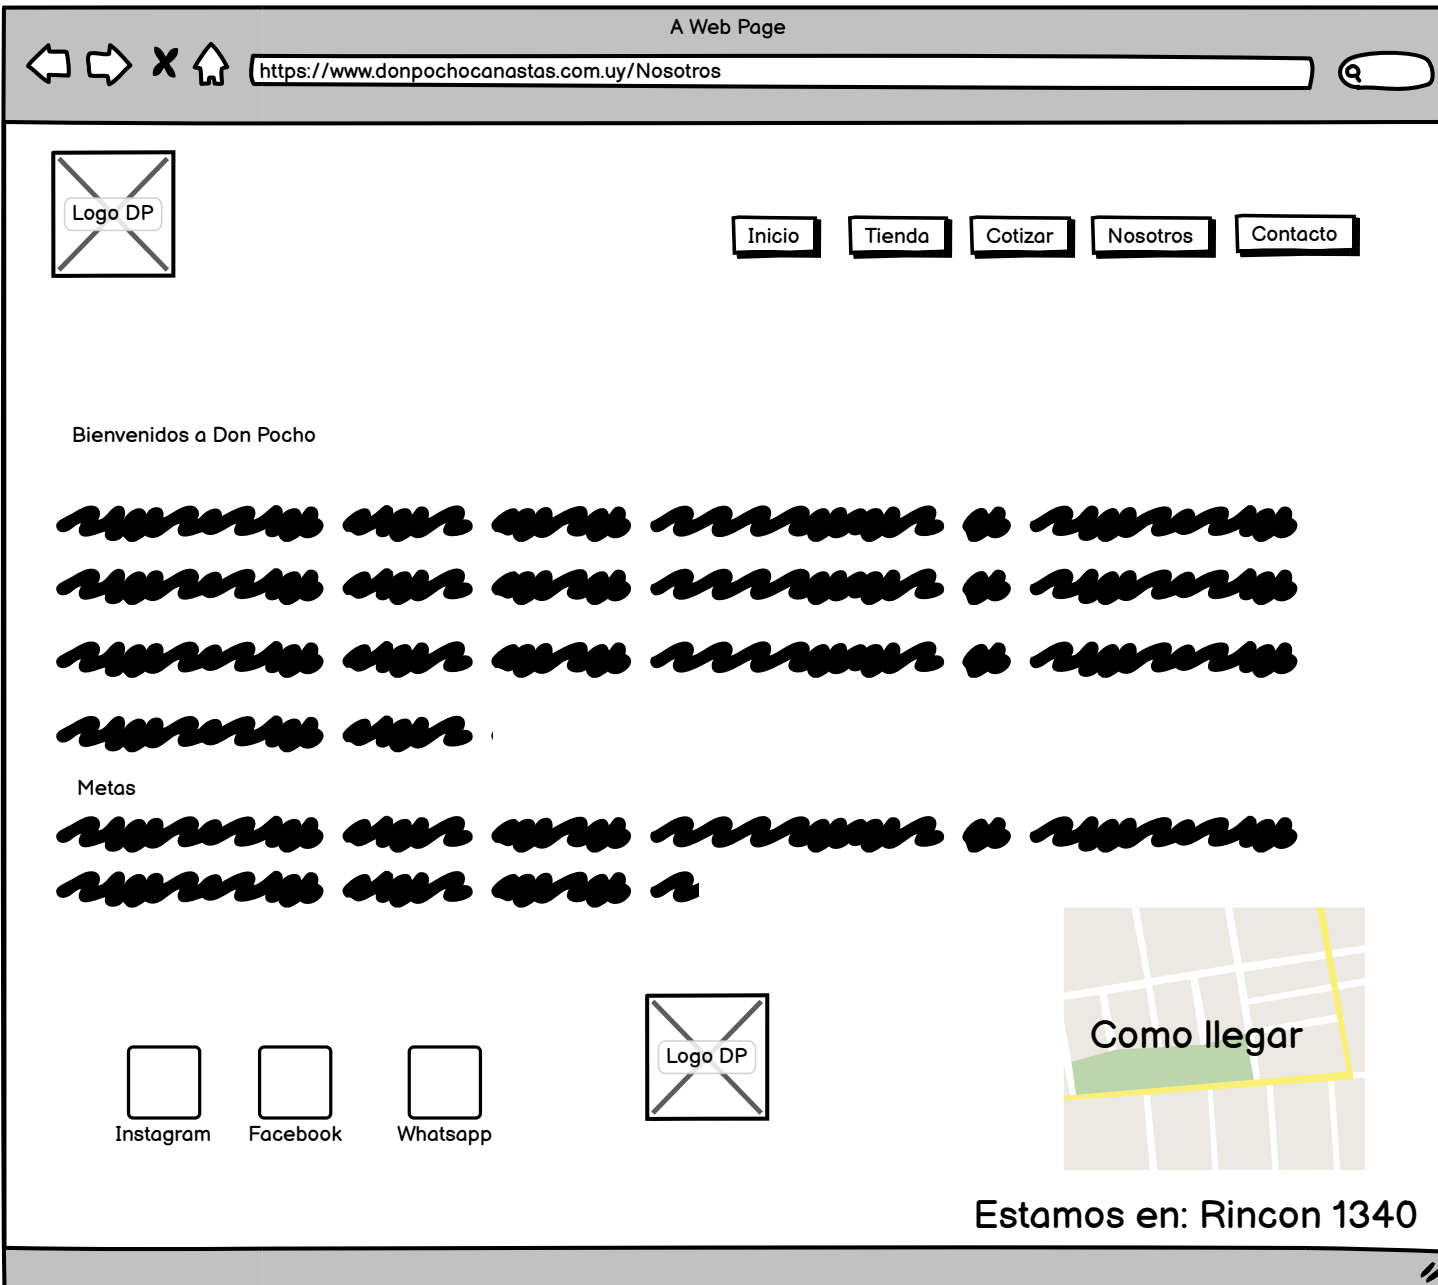 A Web Page
https://www.donpochocanastas.com.uy/Nosotros
Logo DP
Inicio Tienda Cotizar Nosotros Contacto
Bienvenidos a Don Pocho
Metas
Logo DP
Como llegar
Instagram Facebook Whatsapp
Estamos en: Rincon 1340